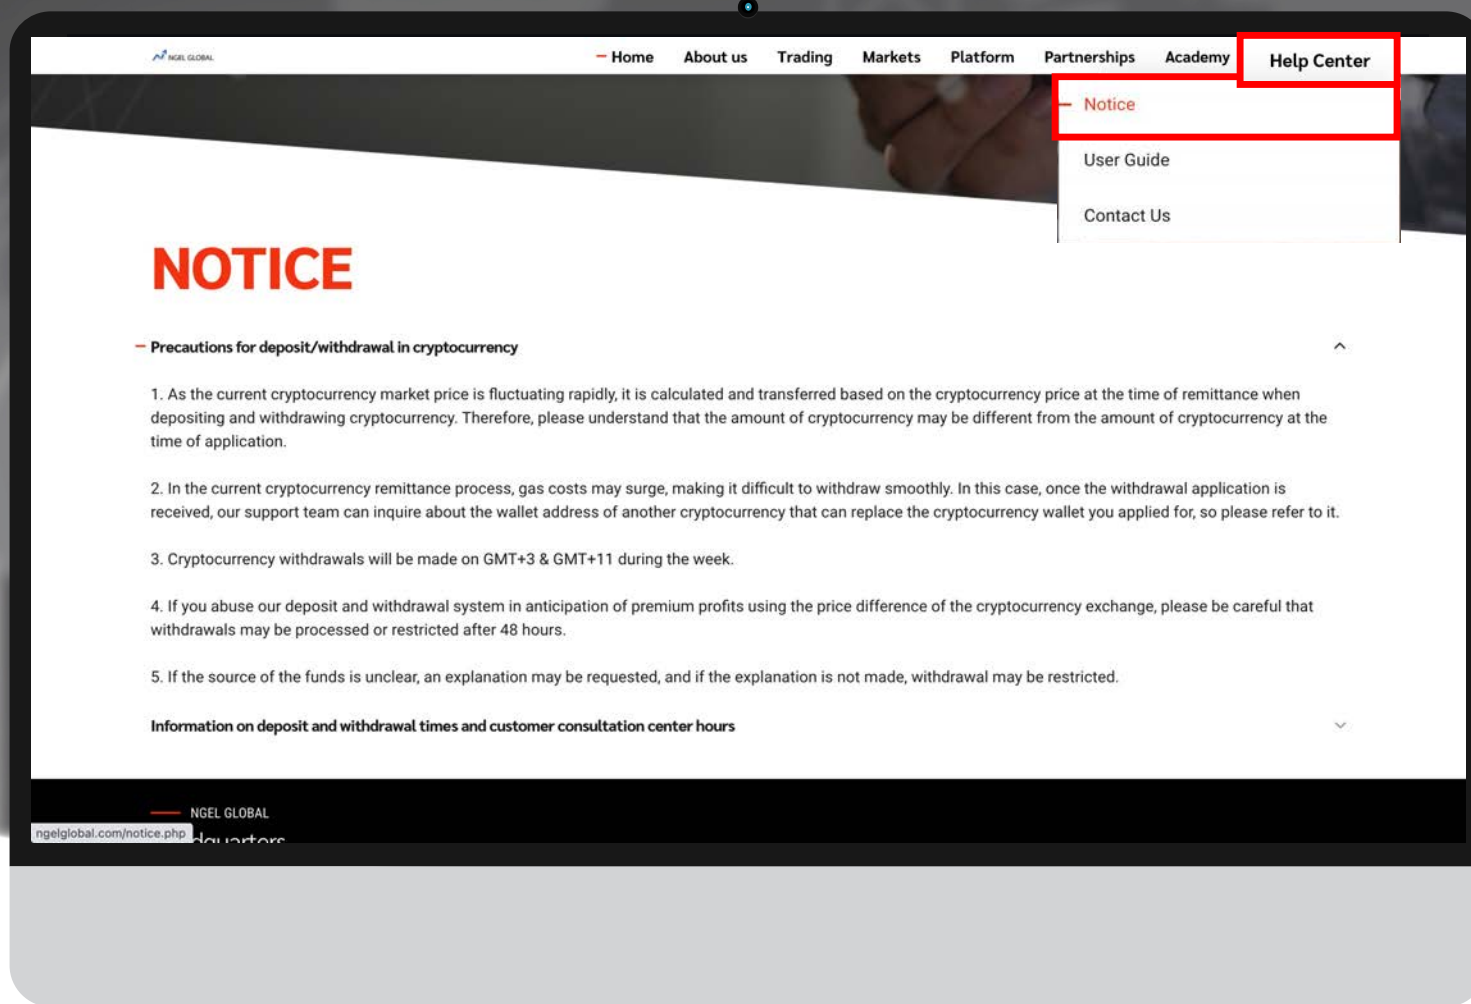 NGEL GLOBAL
Home About us Trading Markets Platform Partnerships Academy Help Center
Notice
User Guide
Contact Us
NOTICE
Precautions for deposit/withdrawal in cryptocurrency
1. As the current cryptocurrency market price is fluctuating rapidly, it is calculated and transferred based on the cryptocurrency price at the time of remittance when
depositing and withdrawing cryptocurrency. Therefore, please understand that the amount of cryptocurrency may be different from the amount of cryptocurrency at the
time of application.
2. In the current cryptocurrency remittance process, gas costs may surge, making it difficult to withdraw smoothly. In this case, once the withdrawal application is
received, our support team can inquire about the wallet address of another cryptocurrency that can replace the cryptocurrency wallet you applied for, so please refer to it.
3. Cryptocurrency withdrawals will be made on GMT+3 & GMT+11 during the week.
4. If you abuse our deposit and withdrawal system in anticipation of premium profits using the price difference of the cryptocurrency exchange, please be careful that
withdrawals may be processed or restricted after 48 hours.
5. If the source of the funds is unclear, an explanation may be requested, and if the explanation is not made, withdrawal may be restricted.
Information on deposit and withdrawal times and customer consultation center hours
NGEL GLOBAL
ngelglobal.com/notice.php